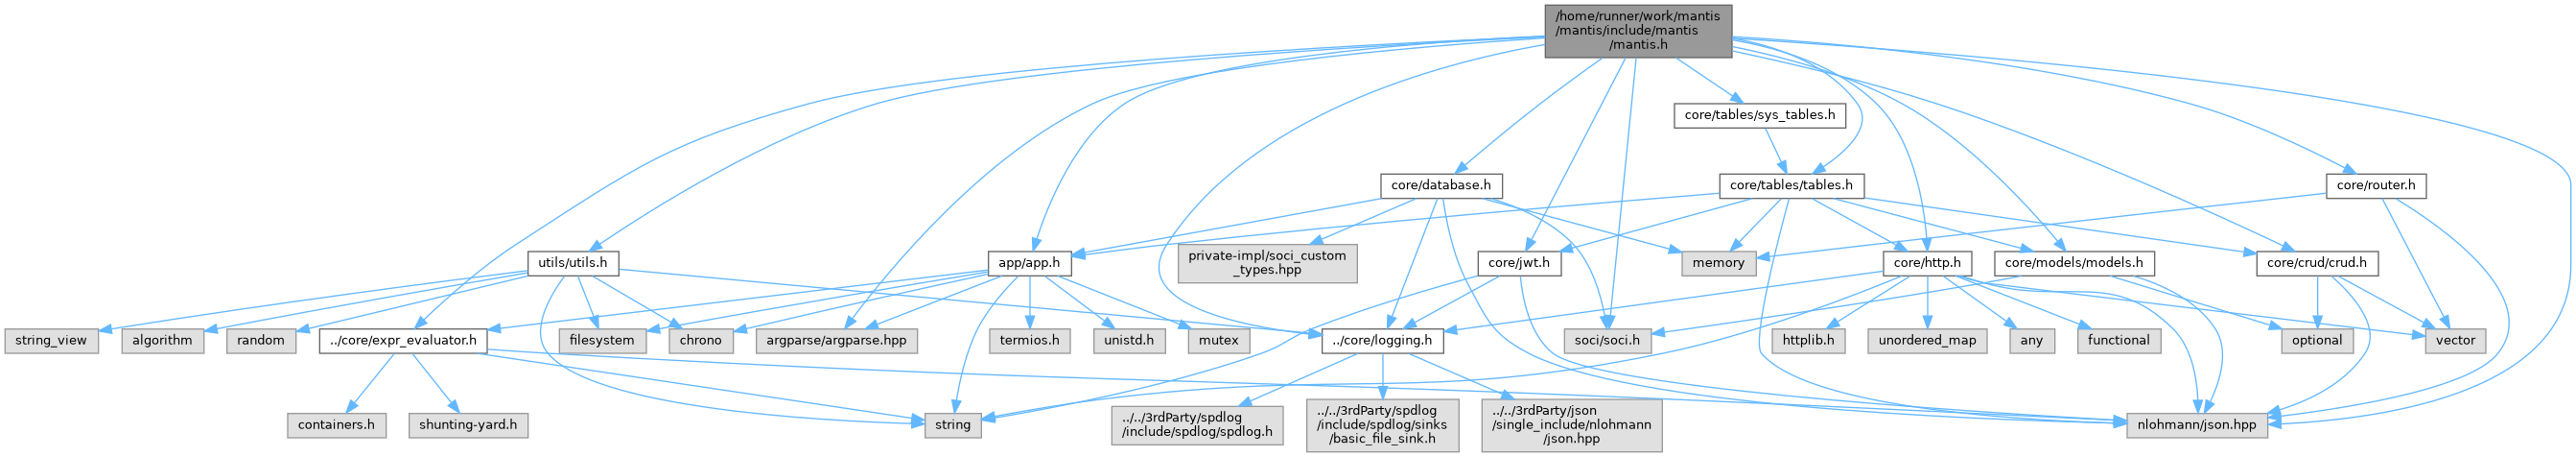 /home/runner/work/mantis
/mantis/include/mantis
/mantis.h
core/tables/sys_tables.h
core/database.h
core/tables/tables.h
core/router.h
utils/utils.h
app/app.h
private-impl/soci_custom
_types.hpp
core/jwt.h
memory
core/http.h
core/models/models.h
core/crud/crud.h
string_view
algorithm
random
../core/expr_evaluator.h
filesystem
chrono
argparse/argparse.hpp
termios.h
unistd.h
mutex
../core/logging.h
soci/soci.h
httplib.h
unordered_map
any
functional
optional
vector
containers.h
shunting-yard.h
string
../../3rdParty/spdlog
/include/spdlog/spdlog.h
../../3rdParty/spdlog
/include/spdlog/sinks
/basic_file_sink.h
../../3rdParty/json
/single_include/nlohmann
/json.hpp
nlohmann/json.hpp